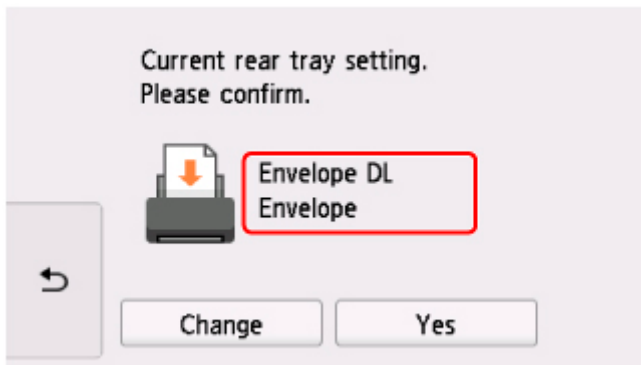 Current rear tray setting.
Please confirm.
Envelope DL
Envelope
Change
Yes